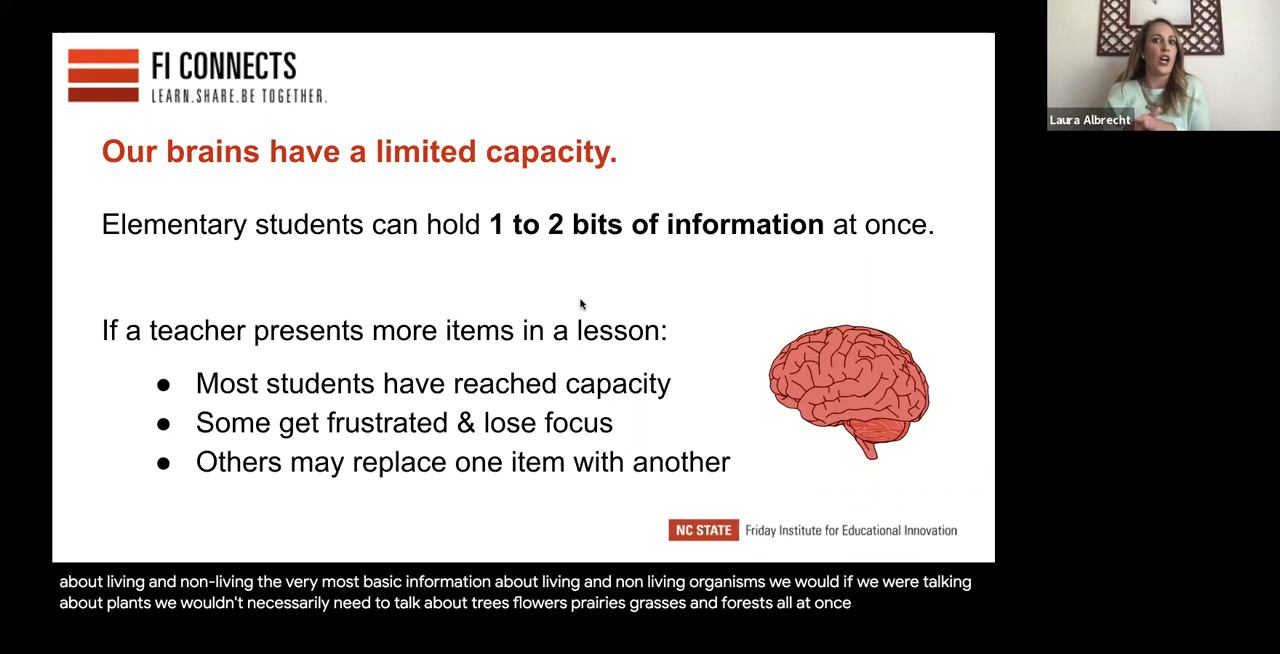 FI CONNECTS
LEARN.SHARE.BE TOGETHER.
Laura Albrecht
Our brains have a limited capacity.
Elementary students can hold 1 to 2 bits of information at once.
If a teacher presents more items in a lesson:
● Most students have reached capacity
● Some get frustrated & lose focus
● Others may replace one item with another
NC STATE Friday Institute for Educational Innovation
about living and non-living the very most basic information about living and non living organisms we would if we were talking
about plants we wouldn't necessarily need to talk about trees flowers prairies grasses and forests all at once